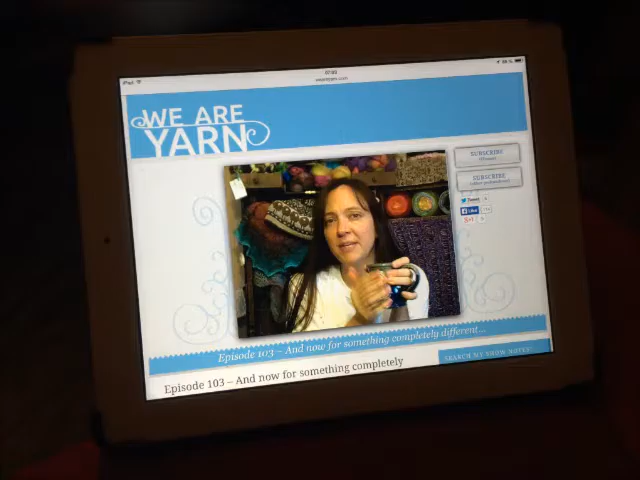 iPad
WE ARE
YARN
SUBSCRIBE
SUBSCRIBE
Tweet
Like
Episode 103 – And now for something completely different...
Episode 103 – And now for something completely
SEARCH MY SHOW NOTES